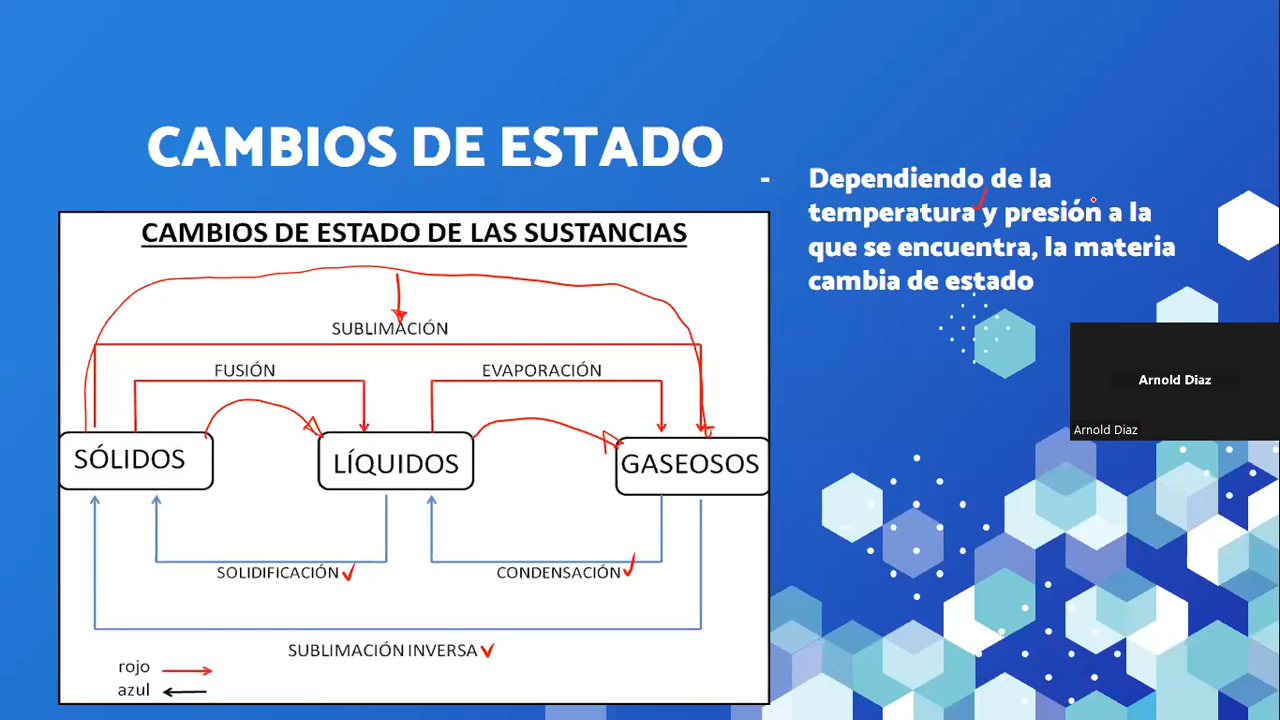 CAMBIOS DE ESTADO
- Dependiendo de la
temperatura y presión a la
que se encuentra, la materia
cambia de estado
CAMBIOS DE ESTADO DE LAS SUSTANCIAS
SUBLIMACIÓN
FUSIÓN
EVAPORACIÓN
SÓLIDOS
LÍQUIDOS
GASEOSOS
SOLIDIFICACIÓN
CONDENSACIÓN
SUBLIMACIÓN INVERSA
rojo
azul
Arnold Diaz
Arnold Diaz